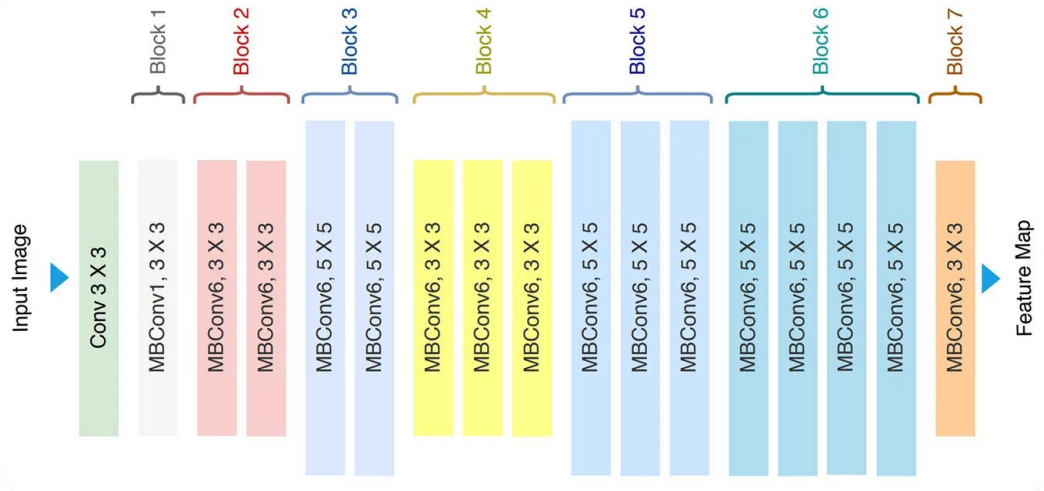 Block 1
Block 2
Block 3
Block 4
Block 5
Block 6
Block 7
Input Image
Conv 3 X 3
MBConv1, 3 X 3
MBConv6, 3 X 3
MBConv6, 3 X 3
MBConv6, 5 X 5
MBConv6, 5 X 5
MBConv6, 3 X 3
MBConv6, 3 X 3
MBConv6, 3 X 3
MBConv6, 5 X 5
MBConv6, 5 X 5
MBConv6, 5 X 5
MBConv6, 5 X 5
MBConv6, 5 X 5
MBConv6, 5 X 5
MBConv6, 5 X 5
MBConv6, 3 X 3
Feature Map